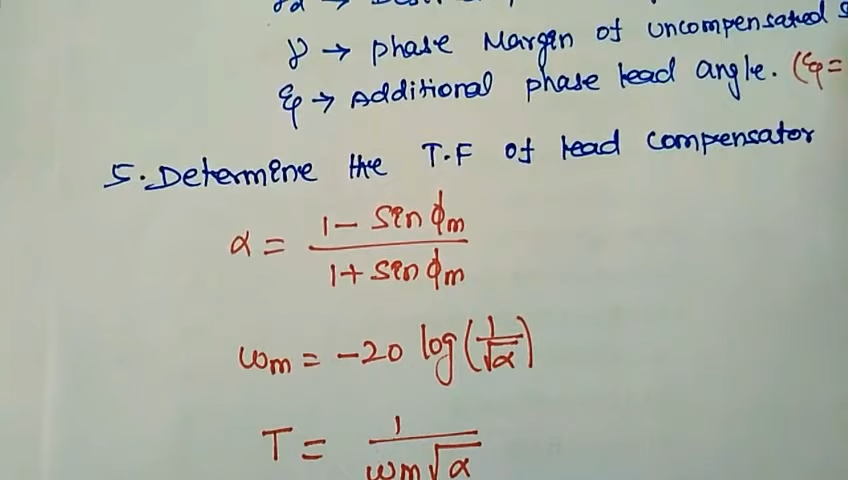 γd →
γ → phase Margin of uncompensated
ε → Additional phase lead angle. (ε =
5. Determine the T.F of lead compensator
α = (1 - sin ϕm) / (1 + sin ϕm)
ωm = -20 log (1/√α)
T = 1 / (ωm√α)